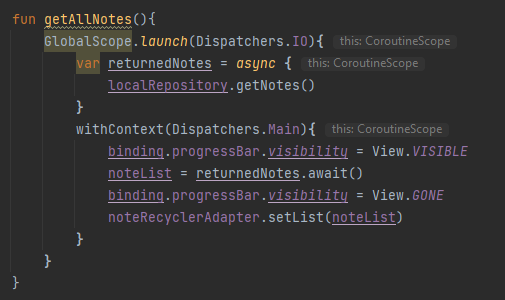 fun getAllNotes(){
GlobalScope.launch(Dispatchers.IO){ this: CoroutineScope
var returnedNotes = async { this: CoroutineScope
localRepository.getNotes()
}
withContext(Dispatchers.Main){ this: CoroutineScope
binding.progressBar.visibility = View.VISIBLE
noteList = returnedNotes.await()
binding.progressBar.visibility = View.GONE
noteRecyclerAdapter.setList(noteList)
}
}
}